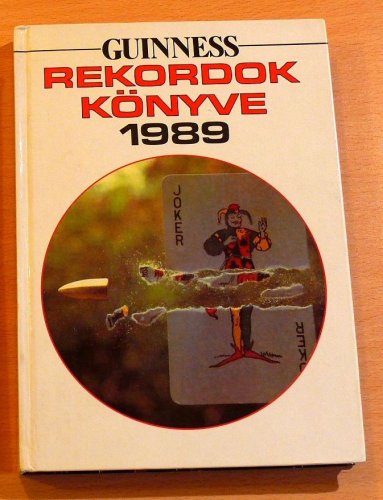 GUINNESS
REKORDOK
KÖNYVE
1989
JOKER
JOKER